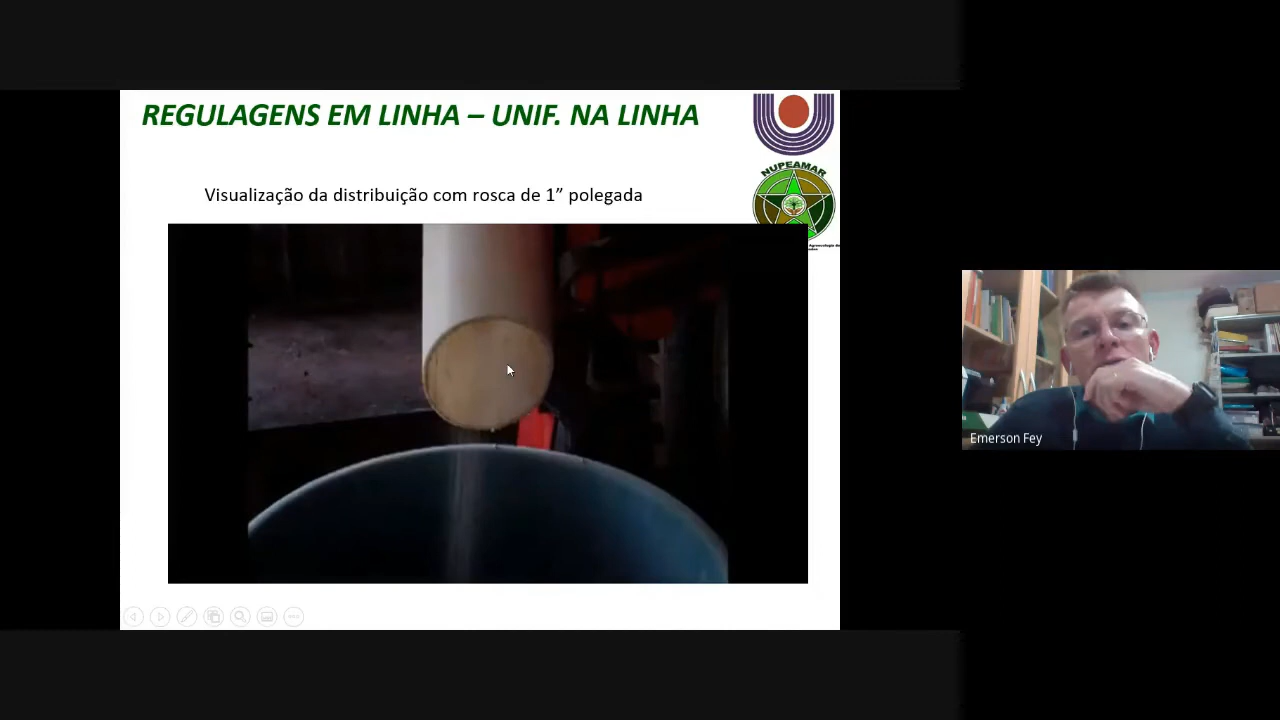 REGULAGENS EM LINHA – UNIF. NA LINHA
NUPEAMAR
Visualização da distribuição com rosca de 1” polegada
Emerson Fey